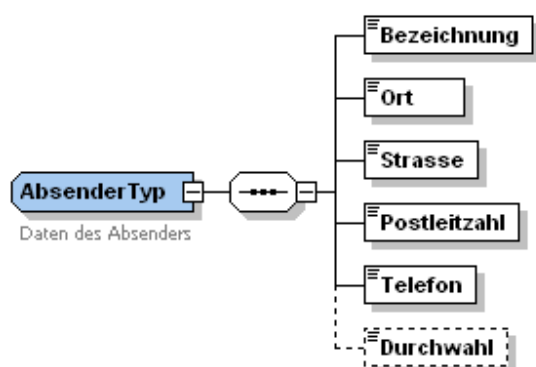 Bezeichnung
Ort
Strasse
AbsenderTyp
Daten des Absenders
Postleitzahl
Telefon
Durchwahl